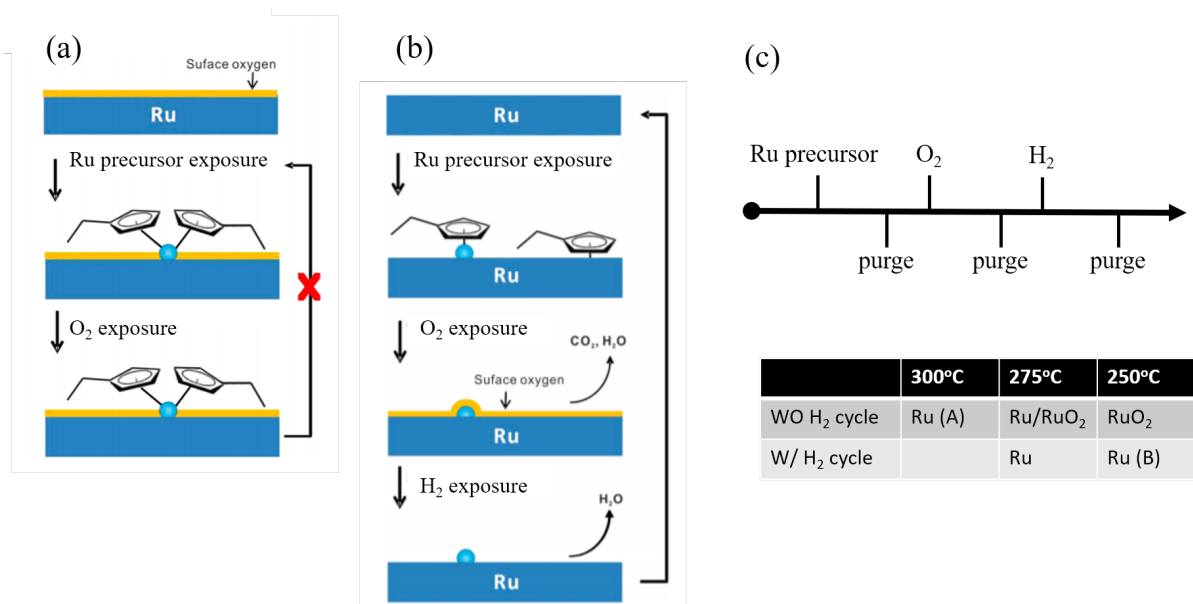 (a)
Suface oxygen
Ru
Ru precursor exposure
O₂ exposure
(b)
Ru
Ru precursor exposure
Ru
O₂ exposure
CO₂, H₂O
Suface oxygen
Ru
H₂ exposure
H₂O
Ru
(c)
Ru precursor O₂ H₂
purge purge purge
300°C 275°C 250°C
WO H₂ cycle Ru (A) Ru/RuO₂ RuO₂
W/ H₂ cycle Ru Ru (B)